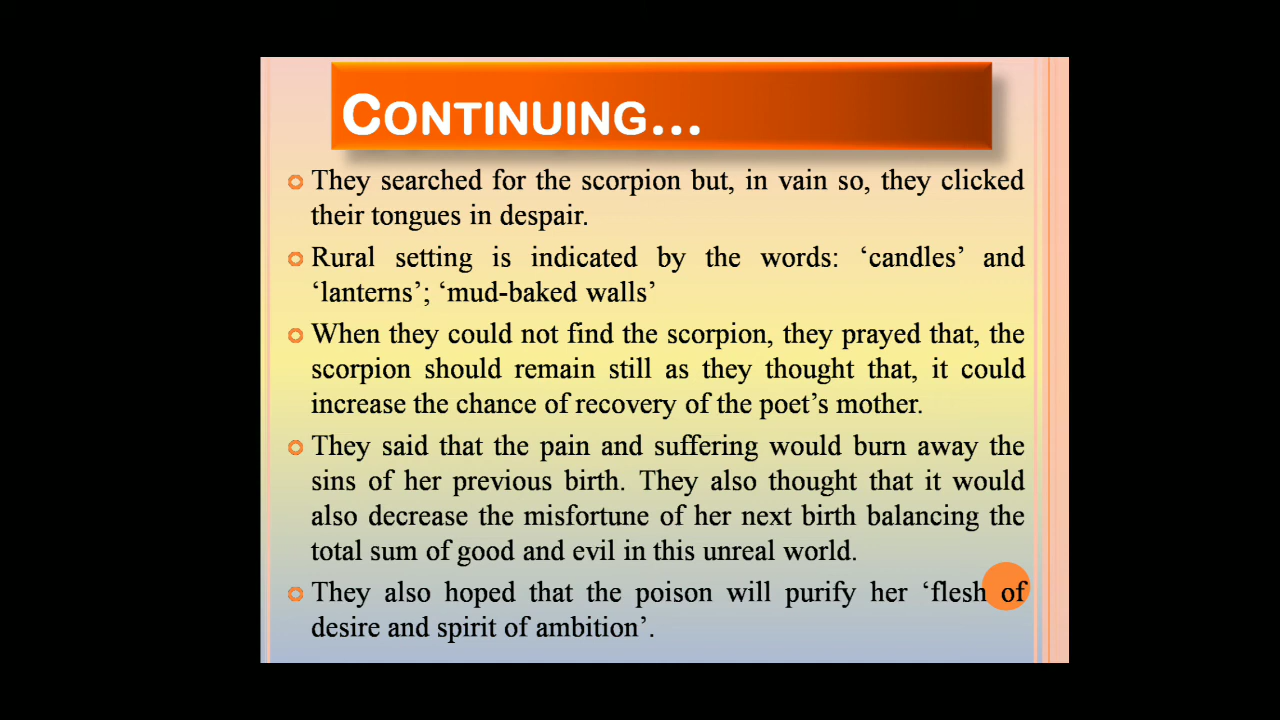 CONTINUING...
They searched for the scorpion but, in vain so, they clicked
their tongues in despair.
Rural setting is indicated by the words: ‘candles’ and
‘lanterns’; ‘mud-baked walls’
When they could not find the scorpion, they prayed that, the
scorpion should remain still as they thought that, it could
increase the chance of recovery of the poet’s mother.
They said that the pain and suffering would burn away the
sins of her previous birth. They also thought that it would
also decrease the misfortune of her next birth balancing the
total sum of good and evil in this unreal world.
They also hoped that the poison will purify her ‘flesh of
desire and spirit of ambition’.